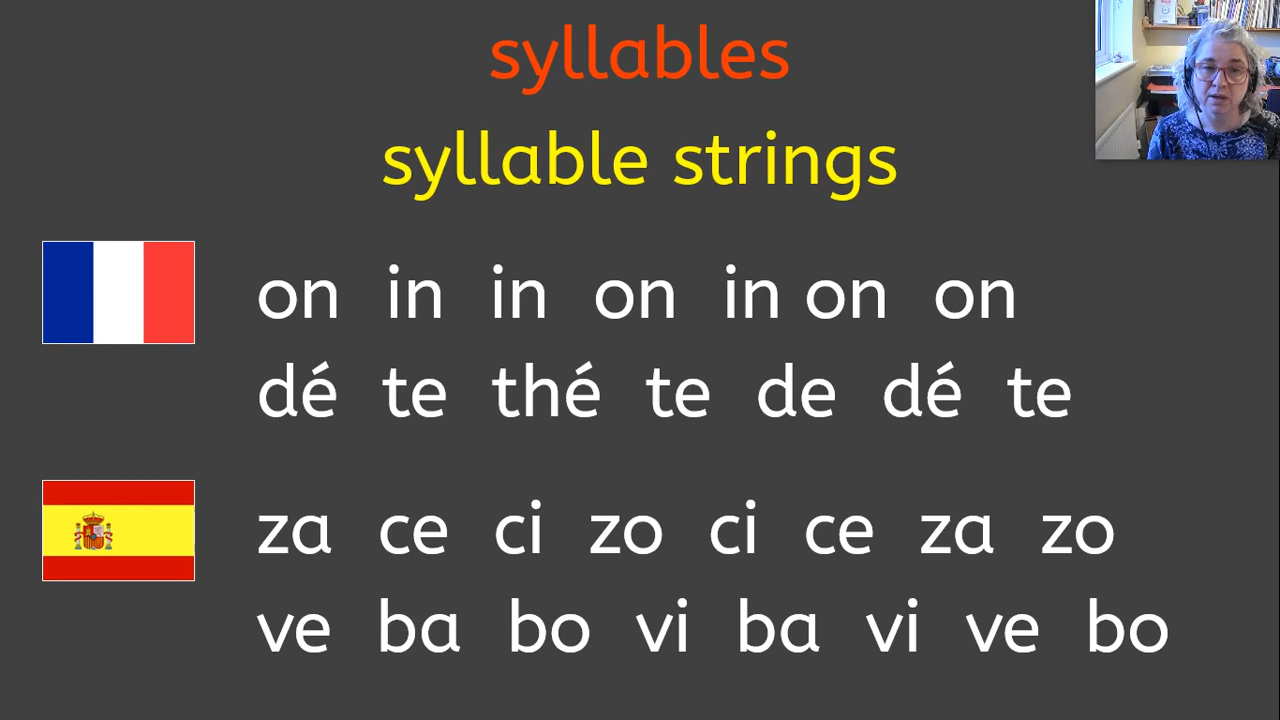 syllables
syllable strings
on in in on in on on
dé te thé te de dé te
za ce ci zo ci ce za zo
ve ba bo vi ba vi ve bo